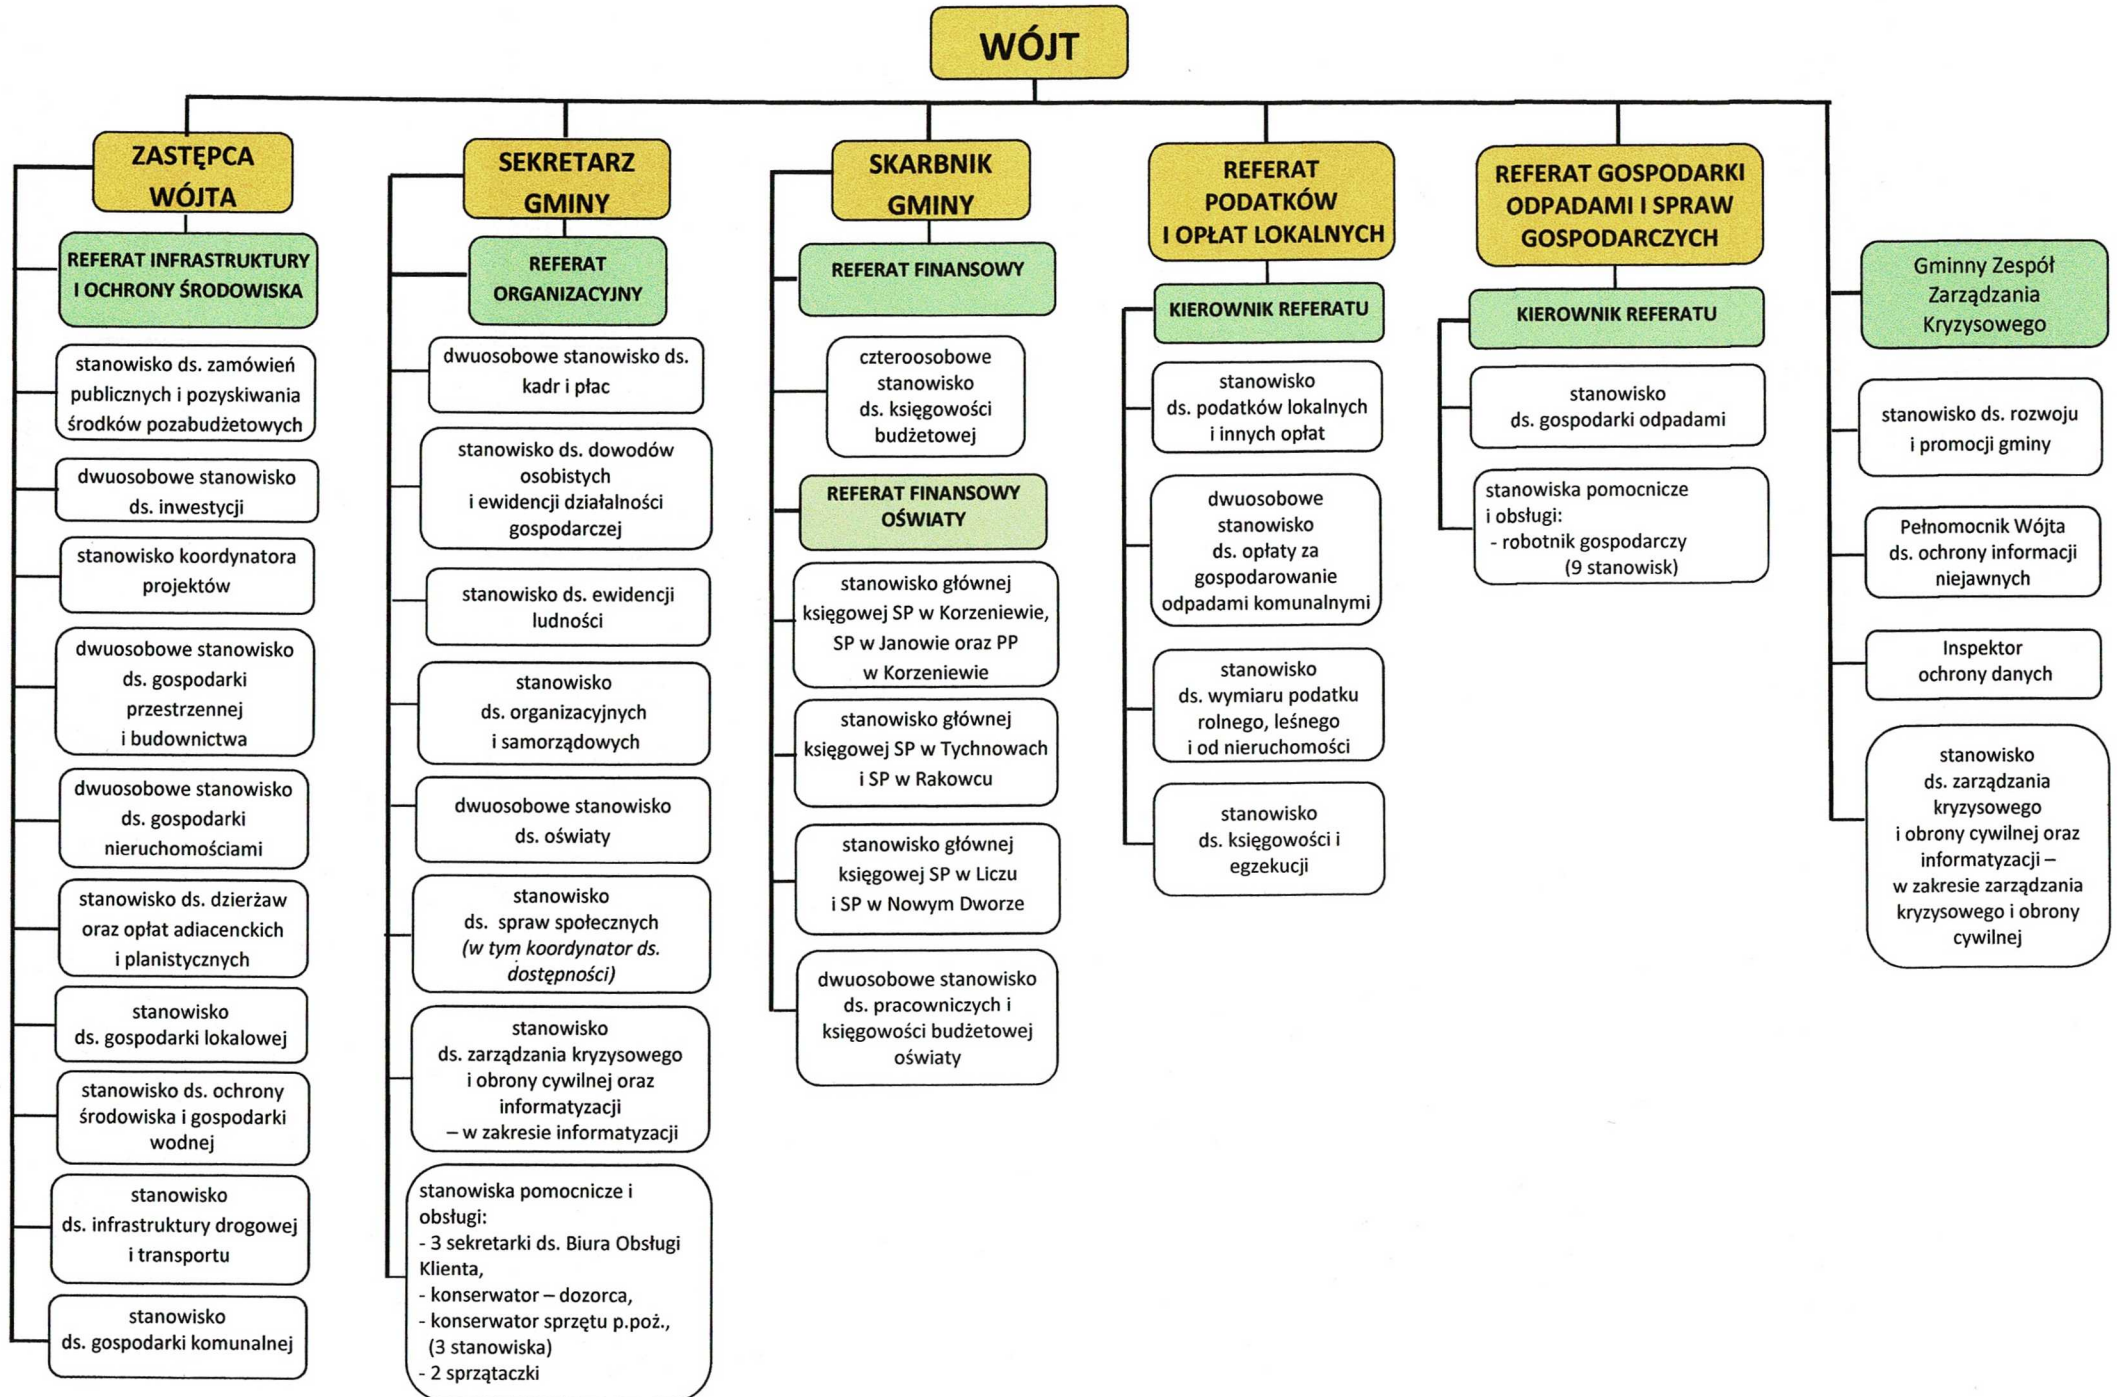 WÓJT
ZASTĘPCA
WÓJTA
REFERAT INFRASTRUKTURY
I OCHRONY ŚRODOWISKA
stanowisko ds. zamówień
publicznych i pozyskiwania
środków pozabudżetowych
dwuosobowe stanowisko
ds. inwestycji
stanowisko koordynatora
projektów
dwuosobowe stanowisko
ds. gospodarki
przestrzennej
i budownictwa
dwuosobowe stanowisko
ds. gospodarki
nieruchomościami
stanowisko ds. dzierżaw
oraz opłat adiacenckich
i planistycznych
stanowisko
ds. gospodarki lokalowej
stanowisko ds. ochrony
środowiska i gospodarki
wodnej
stanowisko
ds. infrastruktury drogowej
i transportu
stanowisko
ds. gospodarki komunalnej
SEKRETARZ
GMINY
REFERAT
ORGANIZACYJNY
dwuosobowe stanowisko ds.
kadr i płac
stanowisko ds. dowodów
osobistych
i ewidencji działalności
gospodarczej
stanowisko ds. ewidencji
ludności
stanowisko
ds. organizacyjnych
i samorządowych
dwuosobowe stanowisko
ds. oświaty
stanowisko
ds. spraw społecznych
(w tym koordynator ds.
dostępności)
stanowisko
ds. zarządzania kryzysowego
i obrony cywilnej oraz
informatyzacji
– w zakresie informatyzacji
stanowiska pomocnicze i
obsługi:
- 3 sekretarki ds. Biura Obsługi
Klienta,
- konserwator – dozorca,
- konserwator sprzętu p.poż.,
(3 stanowiska)
- 2 sprzątaczki
SKARBNIK
GMINY
REFERAT FINANSOWY
czteroosobowe
stanowisko
ds. księgowości
budżetowej
REFERAT FINANSOWY
OŚWIATY
stanowisko głównej
księgowej SP w Korzeniewie,
SP w Janowie oraz PP
w Korzeniewie
stanowisko głównej
księgowej SP w Tychnowach
i SP w Rakowcu
stanowisko głównej
księgowej SP w Liczu
i SP w Nowym Dworze
dwuosobowe stanowisko
ds. pracowniczych i
księgowości budżetowej
oświaty
REFERAT
PODATKÓW
I OPŁAT LOKALNYCH
KIEROWNIK REFERATU
stanowisko
ds. podatków lokalnych
i innych opłat
dwuosobowe
stanowisko
ds. opłaty za
gospodarowanie
odpadami komunalnymi
stanowisko
ds. wymiaru podatku
rolnego, leśnego
i od nieruchomości
stanowisko
ds. księgowości i
egzekucji
REFERAT GOSPODARKI
ODPADAMI I SPRAW
GOSPODARCZYCH
KIEROWNIK REFERATU
stanowisko
ds. gospodarki odpadami
stanowiska pomocnicze
i obsługi:
- robotnik gospodarczy
(9 stanowisk)
Gminny Zespół
Zarządzania
Kryzysowego
stanowisko ds. rozwoju
i promocji gminy
Pełnomocnik Wójta
ds. ochrony informacji
niejawnych
Inspektor
ochrony danych
stanowisko
ds. zarządzania
kryzysowego
i obrony cywilnej oraz
informatyzacji –
w zakresie zarządzania
kryzysowego i obrony
cywilnej